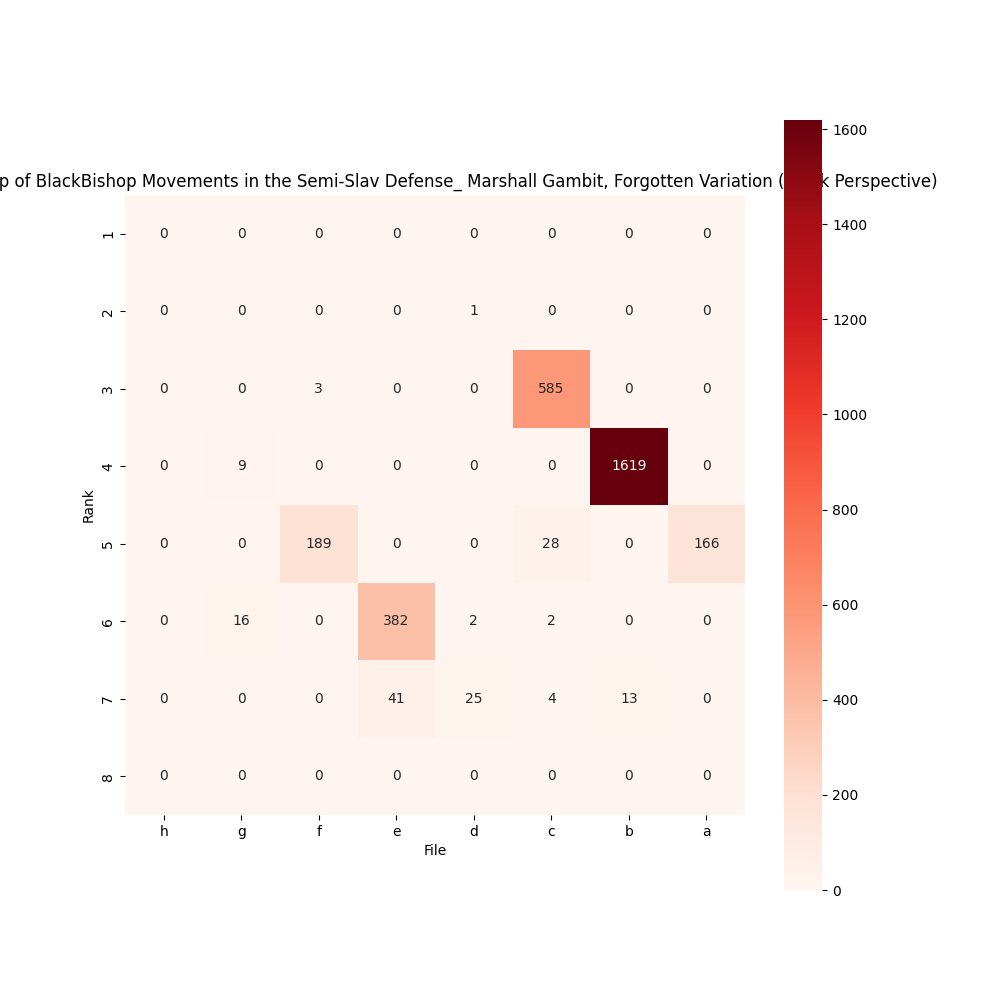 p of BlackBishop Movements in the Semi-Slav Defense_ Marshall Gambit, Forgotten Variation (k Perspective)
Rank
1 0 0 0 0 0 0 0 0
2 0 0 0 0 1 0 0 0
3 0 0 3 0 0 585 0 0
4 0 9 0 0 0 0 1619 0
5 0 0 189 0 0 28 0 166
6 0 16 0 382 2 2 0 0
7 0 0 0 41 25 4 13 0
8 0 0 0 0 0 0 0 0
h g f e d c b a
File
1600
1400
1200
1000
800
600
400
200
0